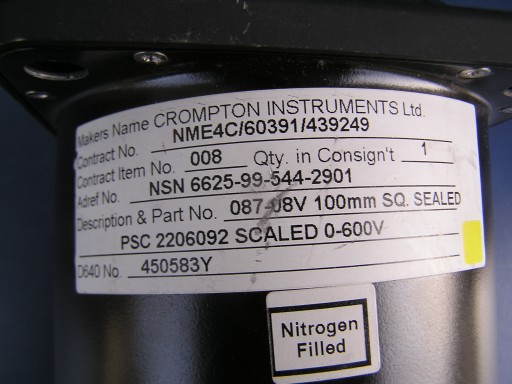 Makers Name CROMPTON INSTRUMENTS Ltd.
Contract No. NME4C/60391/439249
Contract Item No. 008 Qty. in Consign't 1
Adref No. NSN 6625-99-544-2901
Description & Part No. 087-08V 100mm SQ. SEALED
PSC 2206092 SCALED 0-600V
D640 No. 450583Y
Nitrogen
Filled